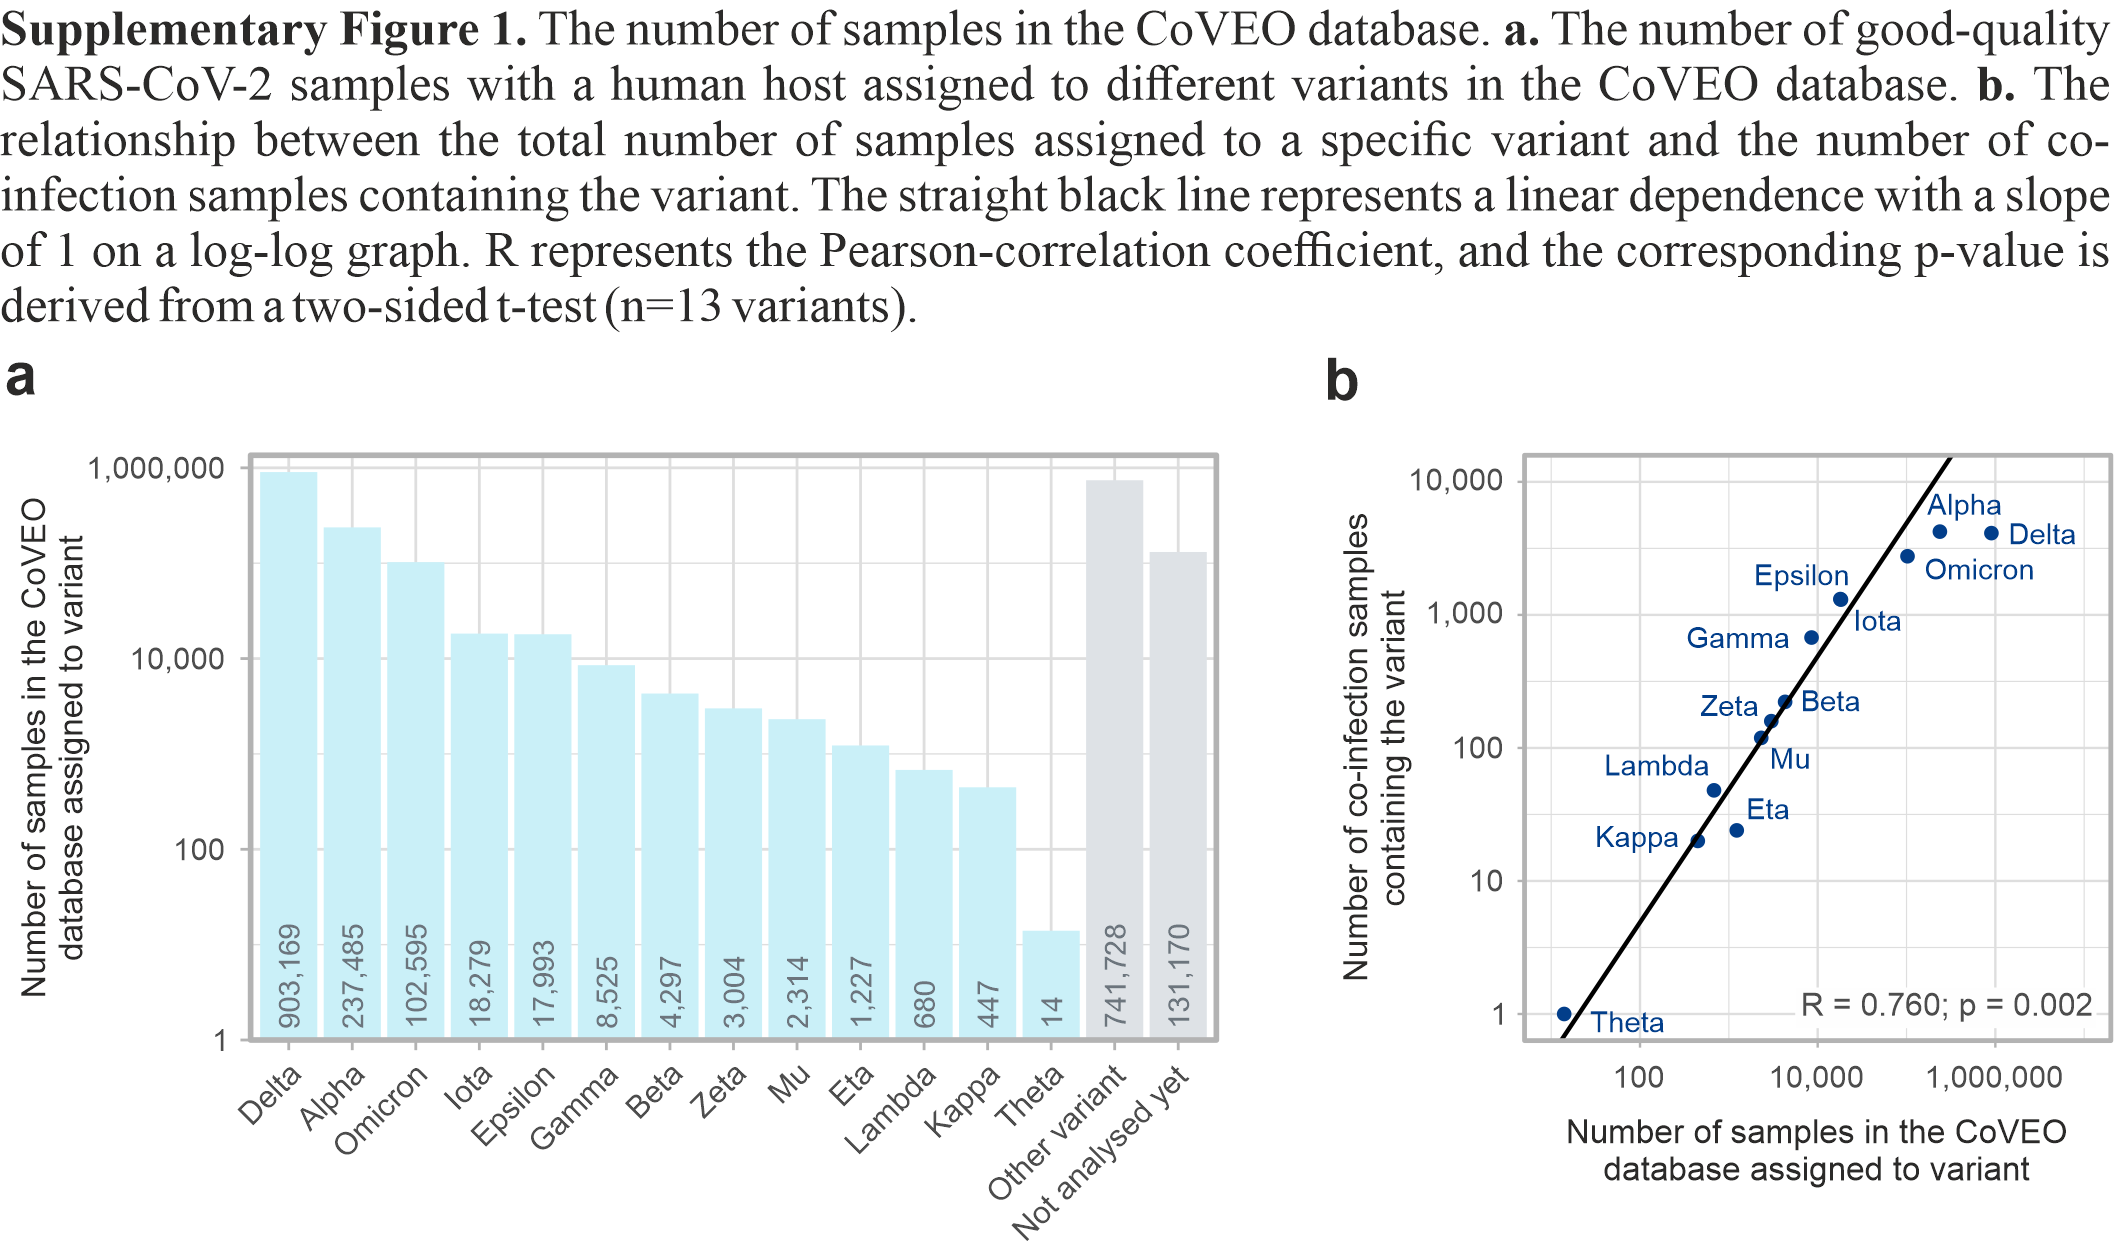 Supplementary Figure 1. The number of samples in the CoVEO database. a. The number of good-quality
SARS-CoV-2 samples with a human host assigned to different variants in the CoVEO database. b. The
relationship between the total number of samples assigned to a specific variant and the number of co-
infection samples containing the variant. The straight black line represents a linear dependence with a slope
of 1 on a log-log graph. R represents the Pearson-correlation coefficient, and the corresponding p-value is
derived from a two-sided t-test (n=13 variants).
a
Number of samples in the CoVEO
database assigned to variant
1,000,000
10,000
100
1
903,169
237,485
102,595
18,279
17,993
8,525
4,297
3,004
2,314
1,227
680
447
14
741,728
131,170
Delta
Alpha
Omicron
Iota
Epsilon
Gamma
Beta
Zeta
Mu
Eta
Lambda
Kappa
Theta
Other variant
Not analysed yet
b
Number of co-infection samples
containing the variant
10,000
1,000
100
10
1
Alpha
Delta
Omicron
Epsilon
Iota
Gamma
Zeta
Beta
Mu
Lambda
Eta
Kappa
Theta
R = 0.760; p = 0.002
100
10,000
1,000,000
Number of samples in the CoVEO
database assigned to variant